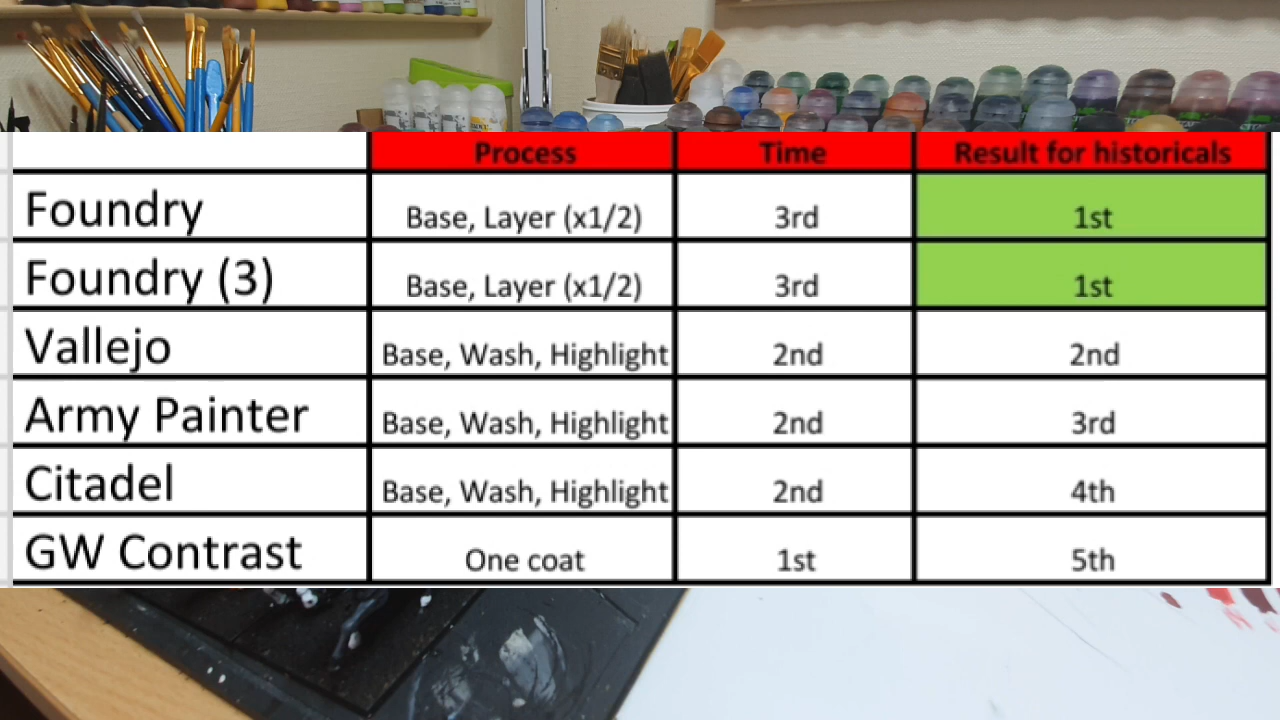 Process Time Result for historicals
Foundry Base, Layer (x1/2) 3rd 1st
Foundry (3) Base, Layer (x1/2) 3rd 1st
Vallejo Base, Wash, Highlight 2nd 2nd
Army Painter Base, Wash, Highlight 2nd 3rd
Citadel Base, Wash, Highlight 2nd 4th
GW Contrast One coat 1st 5th